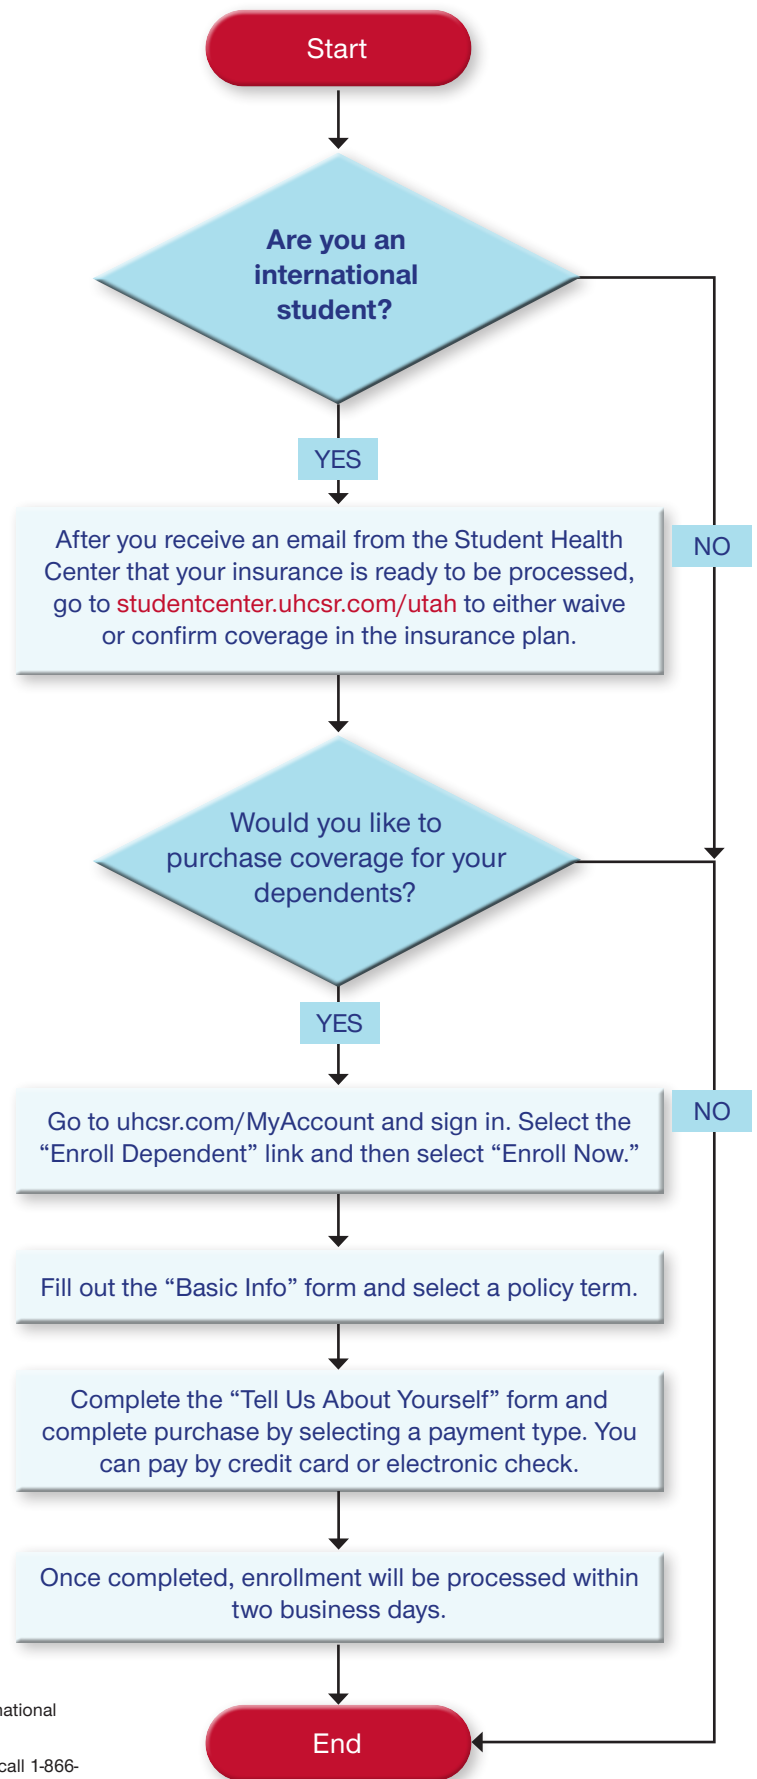 Start
Are you an
international
student?
YES
After you receive an email from the Student Health
Center that your insurance is ready to be processed,
go to studentcenter.uhcsr.com/utah to either waive
or confirm coverage in the insurance plan.
NO
Would you like to
purchase coverage for your
dependents?
YES
Go to uhcsr.com/MyAccount and sign in. Select the
“Enroll Dependent” link and then select “Enroll Now.”
NO
Fill out the “Basic Info” form and select a policy term.
Complete the “Tell Us About Yourself” form and
complete purchase by selecting a payment type. You
can pay by credit card or electronic check.
Once completed, enrollment will be processed within
two business days.
End
call 1-866-